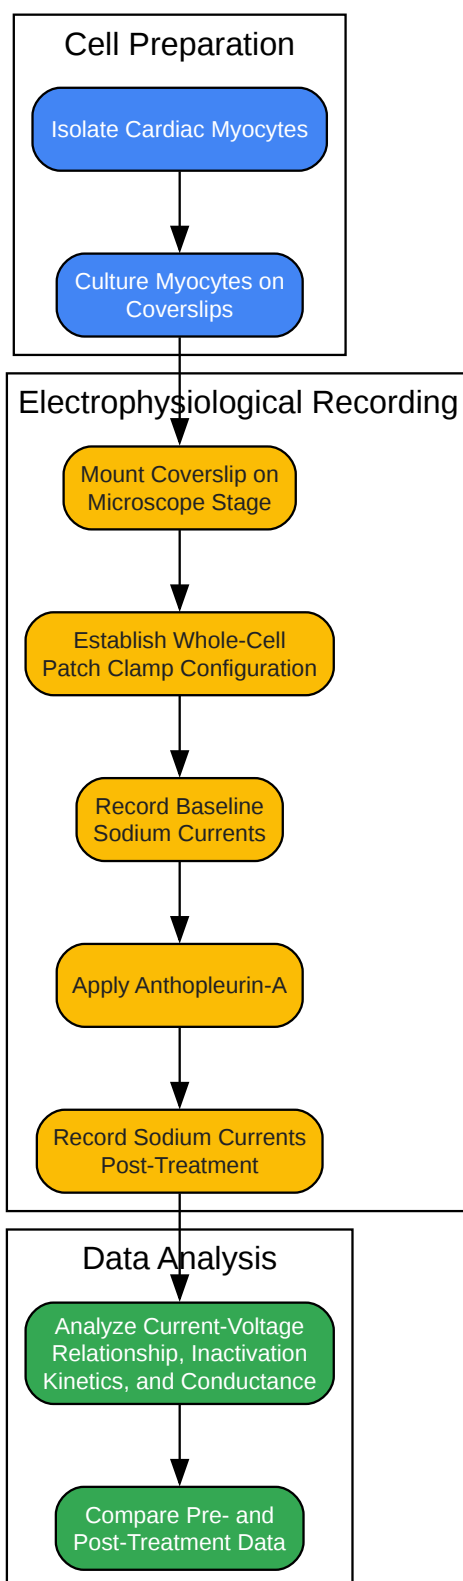 Cell Preparation
Isolate Cardiac Myocytes
Culture Myocytes on
Coverslips
Electrophysiological Recording
Mount Coverslip on
Microscope Stage
Establish Whole-Cell
Patch Clamp Configuration
Record Baseline
Sodium Currents
Apply Anthopleurin-A
Record Sodium Currents
Post-Treatment
Data Analysis
Analyze Current-Voltage
Relationship, Inactivation
Kinetics, and Conductance
Compare Pre- and
Post-Treatment Data